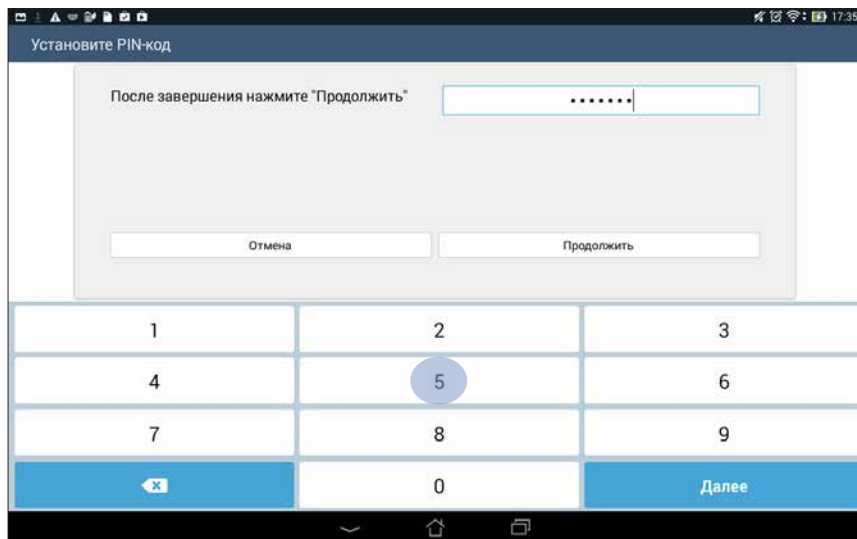 17:35
Установите PIN-код
После завершения нажмите "Продолжить"
•••••••
Отмена Продолжить
1 2 3
4 5 6
7 8 9
0 Далее